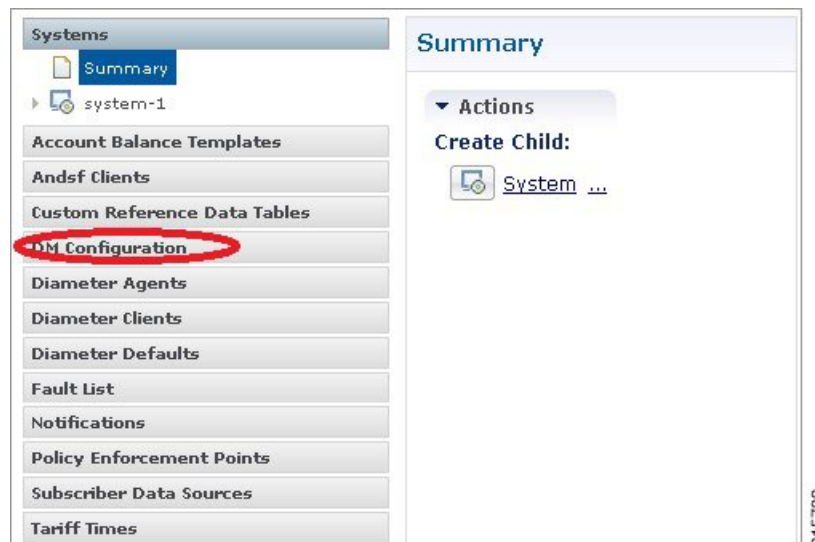 Systems
Summary
system-1
Account Balance Templates
Andsf Clients
Custom Reference Data Tables
DM Configuration
Diameter Agents
Diameter Clients
Diameter Defaults
Fault List
Notifications
Policy Enforcement Points
Subscriber Data Sources
Tariff Times
Summary
Actions
Create Child:
System ...